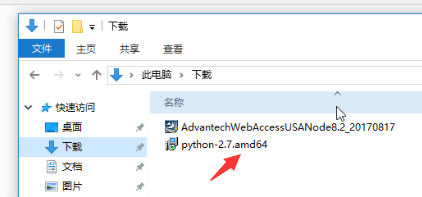 下载
文件 主页 共享 查看
此电脑 下载
快速访问
名称
桌面
AdvantechWebAccessUSANode8.2_20170817
下载
python-2.7.amd64
文档
图片